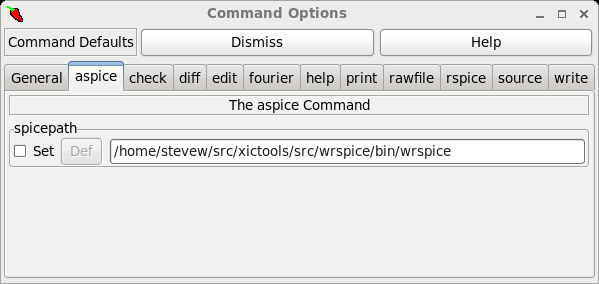 Command Options
Command Defaults Dismiss Help
General aspice check diff edit fourier help print rawfile rspice source write
The aspice Command
spicepath
Set Def /home/stevew/src/xictools/src/wrspice/bin/wrspice